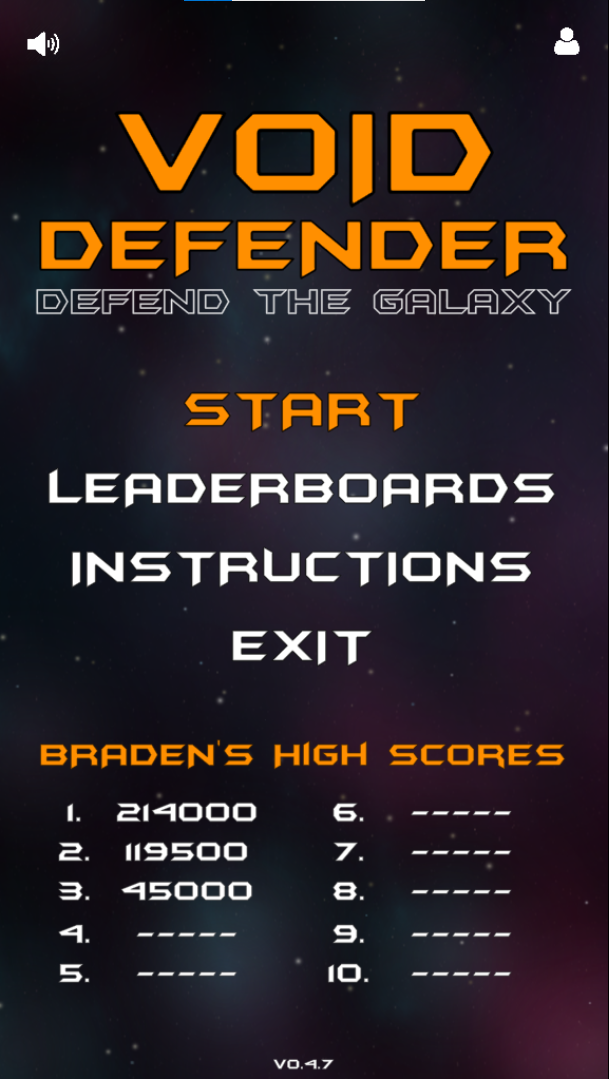 VOID
DEFENDER
DEFEND THE GALAXY
START
LEADERBOARDS
INSTRUCTIONS
EXIT
BRADEN'S HIGH SCORES
1. 214000 6. -----
2. 119500 7. -----
3. 45000 8. -----
4. ----- 9. -----
5. ----- 10. -----
V0.4.7